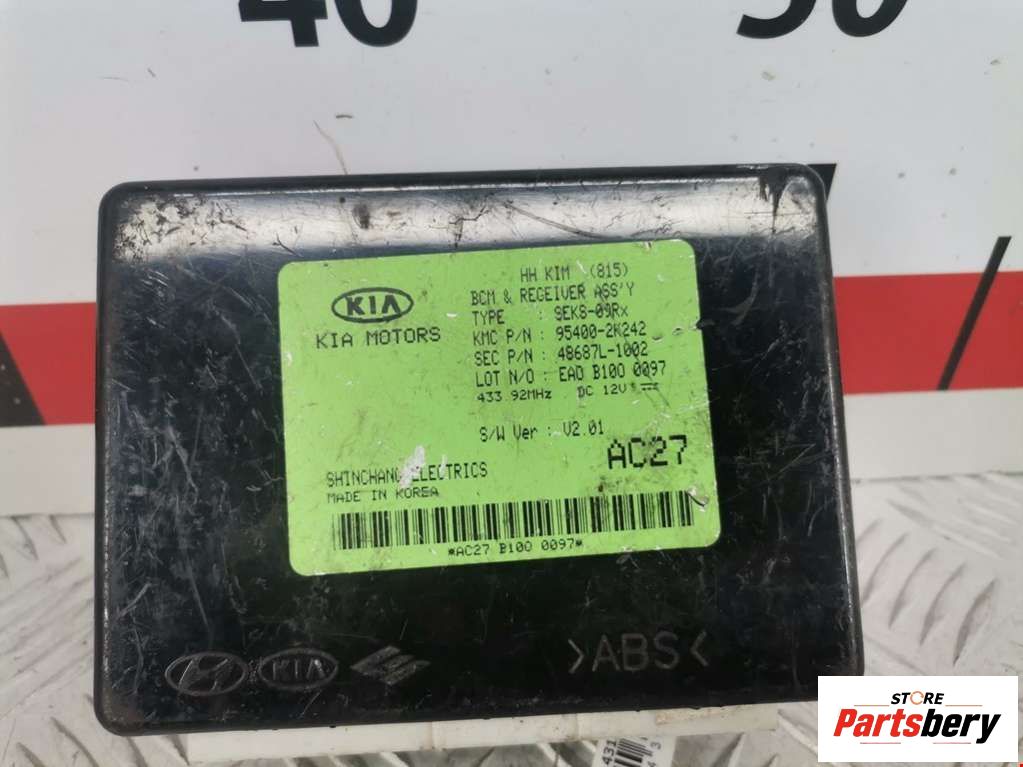 40
50
HH KIM (815)
BCM & RECEIVER ASS'Y
TYPE : SEKS-09Rx
KMC P/N : 95400-2K242
SEC P/N : 48687L-1002
LOT N/O : EAO B100 0097
433.92MHz DC 12V
S/W Ver : V2.01
KIA
KIA MOTORS
AC27
SHINCHANG ELECTRICS
MADE IN KOREA
*AC27 B100 0097*
KIA
>ABS<
STORE
Partsbery